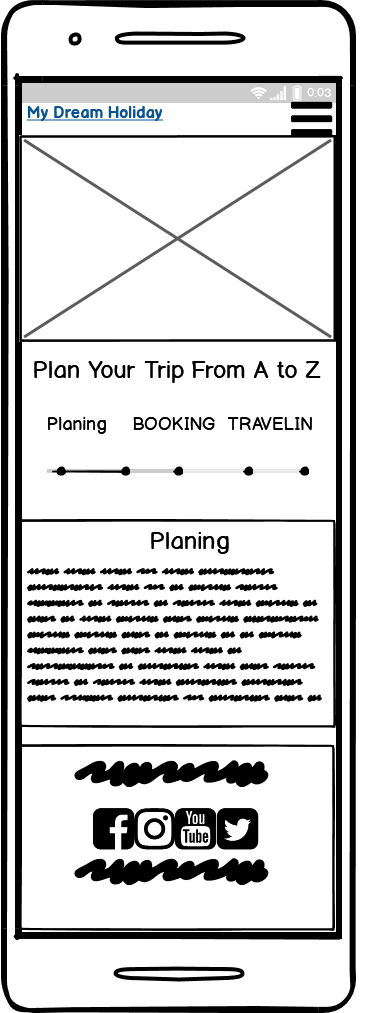 0:03
My Dream Holiday
Plan Your Trip From A to Z
Planing BOOKING TRAVELIN
Planing
You
Tube